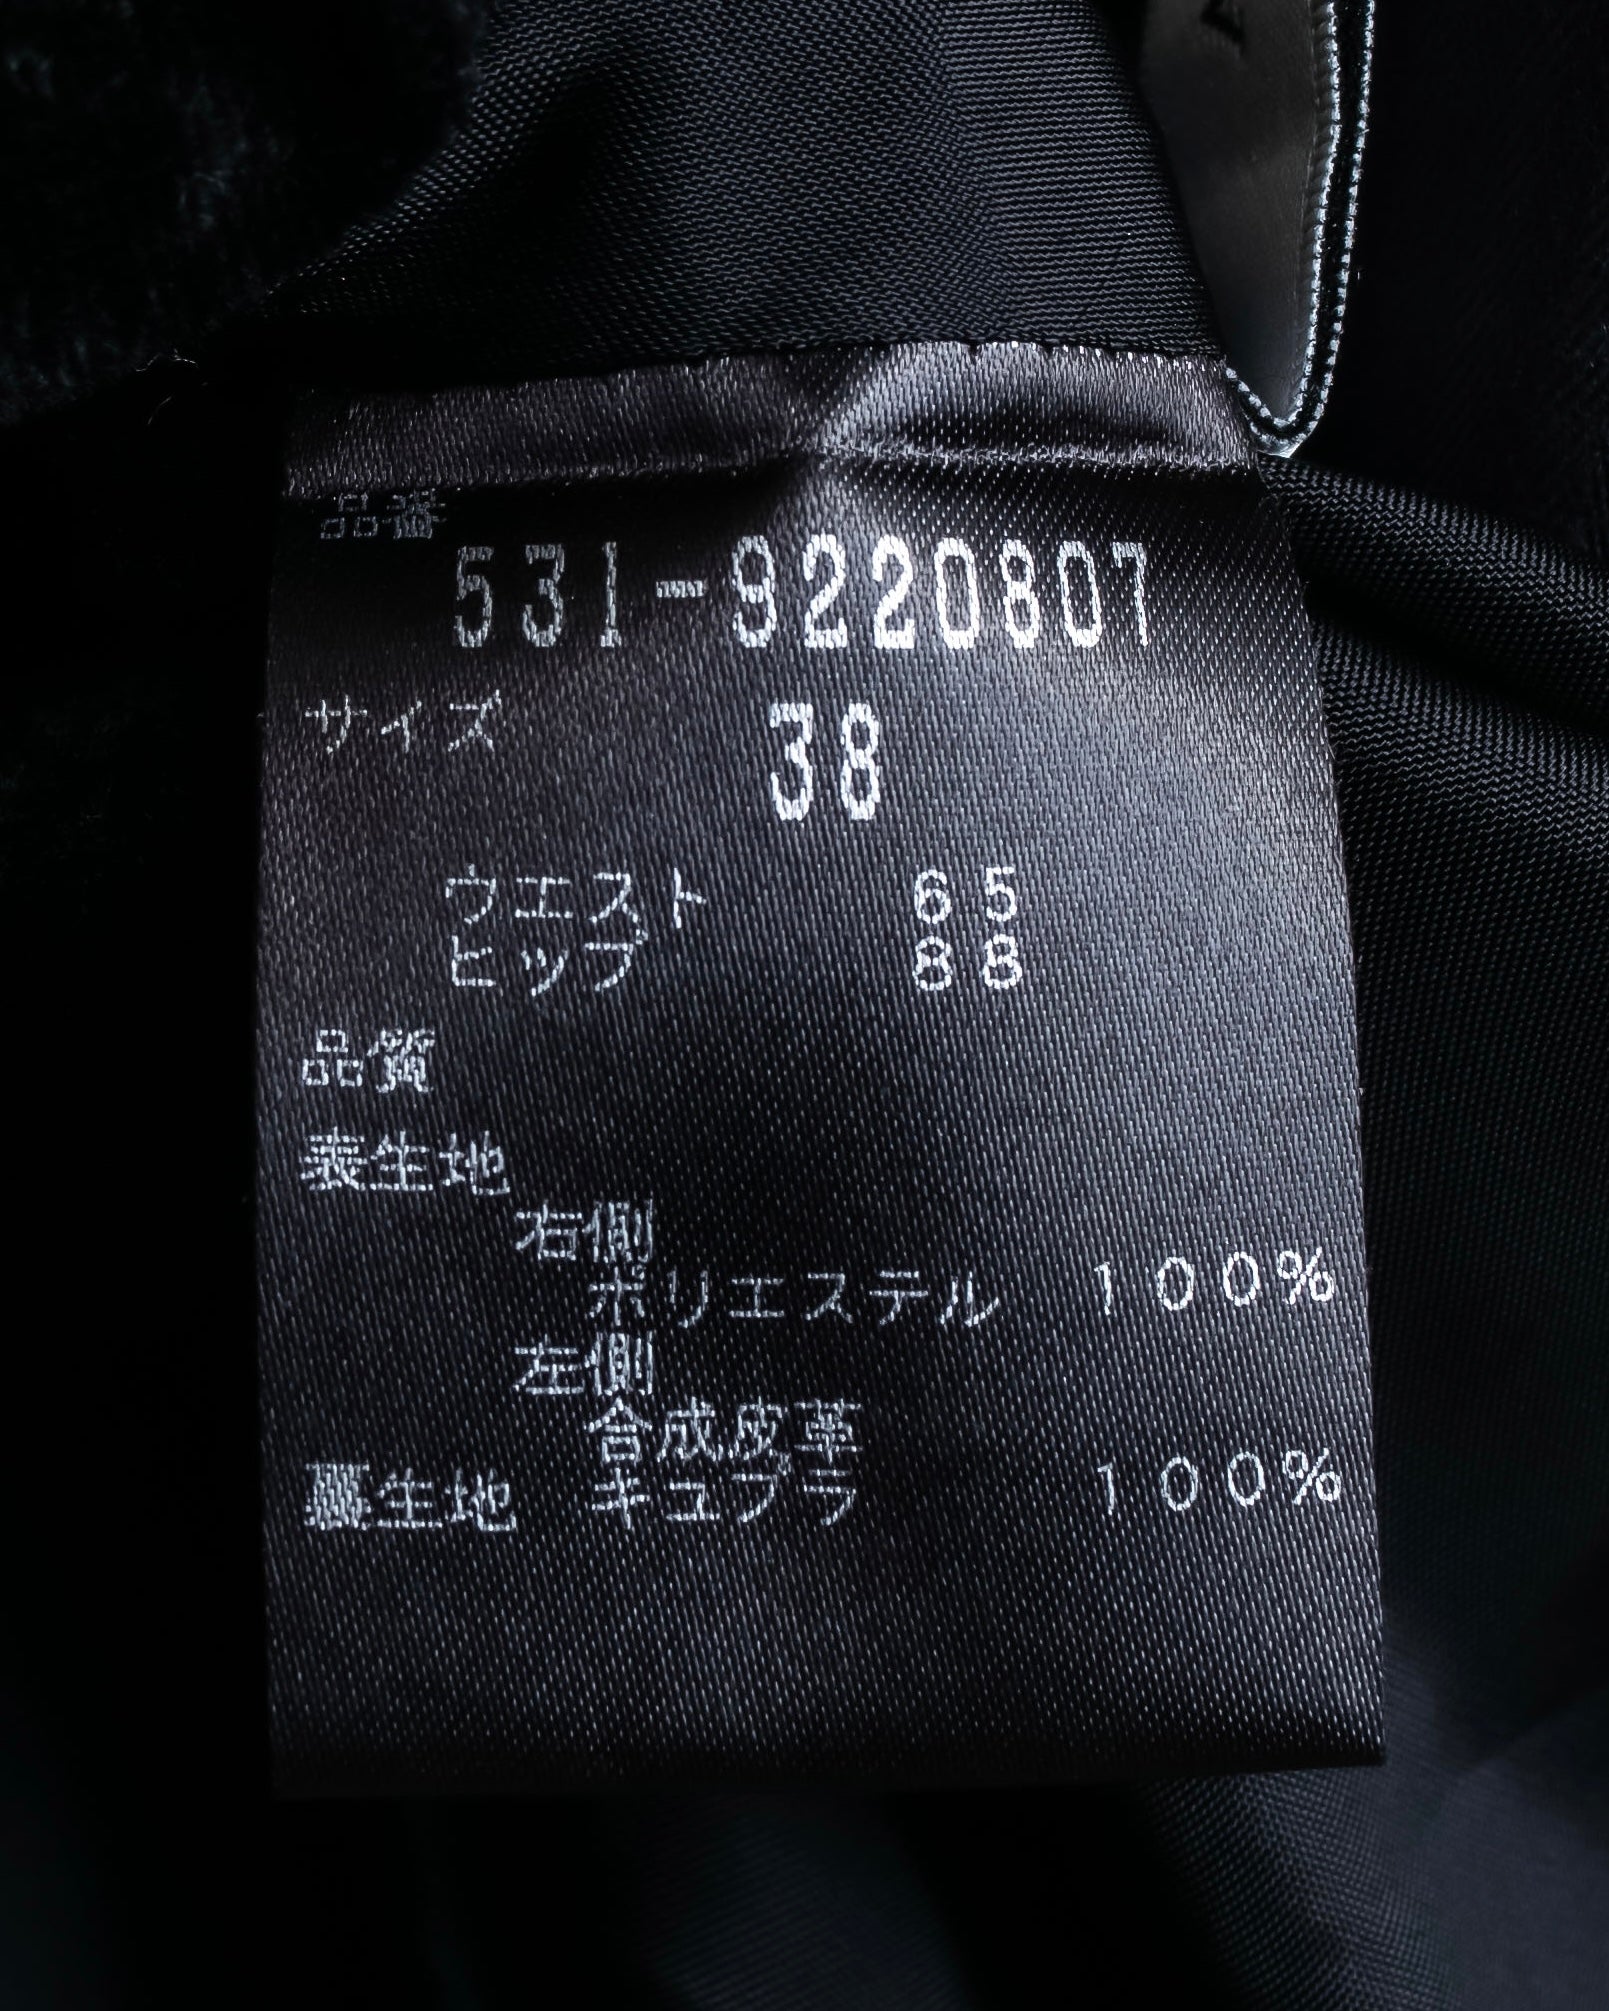 品番
531-9220807
サイズ 38
ウエスト 65
ヒップ 88
品質
表生地
右側
ポリエステル 100%
左側
合成皮革
裏生地 キュプラ 100%